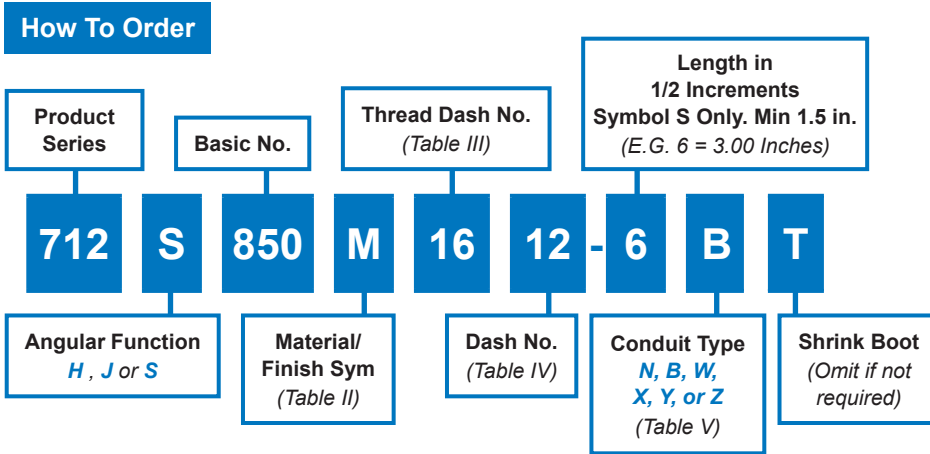 How To Order
Length in
1/2 Increments
Symbol S Only. Min 1.5 in.
(E.G. 6 = 3.00 Inches)
Thread Dash No.
(Table III)
Product
Series
Basic No.
712 S 850 M 16 12 - 6 B T
Angular Function
H , J or S
Material/
Finish Sym
(Table II)
Dash No.
(Table IV)
Conduit Type
N, B, W,
X, Y, or Z
(Table V)
Shrink Boot
(Omit if not
required)